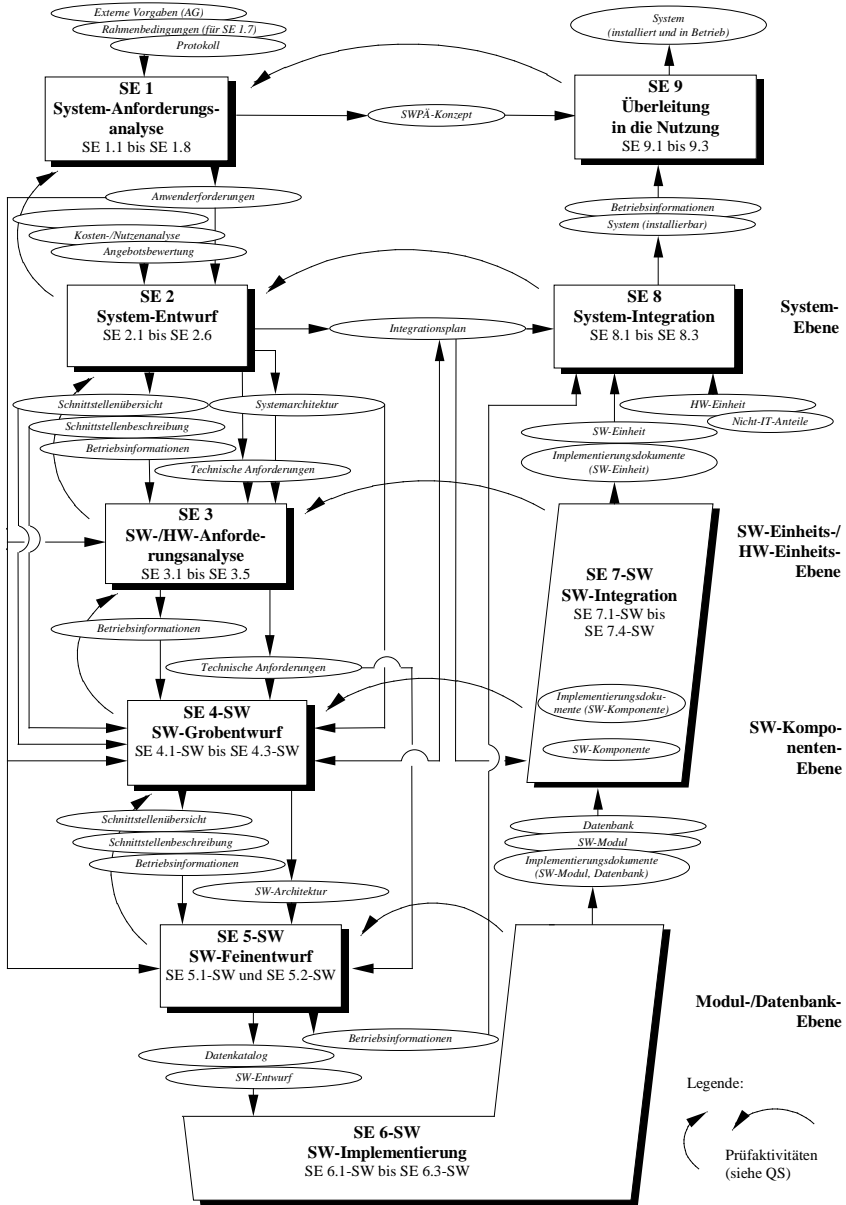 Externe Vorgaben (AG)
Rahmenbedingungen (für SE 1.7)
Protokoll
System
(installiert und in Betrieb)
SE 1
System-Anforderungs-
analyse
SE 1.1 bis SE 1.8
SWPÄ-Konzept
SE 9
Überleitung
in die Nutzung
SE 9.1 bis 9.3
Anwenderforderungen
Kosten-/Nutzenanalyse
Angebotsbewertung
Betriebsinformationen
System (installierbar)
SE 2
System-Entwurf
SE 2.1 bis SE 2.6
Integrationsplan
SE 8
System-Integration
SE 8.1 bis SE 8.3
System-
Ebene
Schnittstellenübersicht
Systemarchitektur
Schnittstellenbeschreibung
Betriebsinformationen
Technische Anforderungen
HW-Einheit
Nicht-IT-Anteile
SW-Einheit
Implementierungsdokumente
(SW-Einheit)
SE 3
SW-/HW-Anforde-
rungsanalyse
SE 3.1 bis SE 3.5
SW-Einheits-/
HW-Einheits-
Ebene
SE 7-SW
SW-Integration
SE 7.1-SW bis
SE 7.4-SW
Betriebsinformationen
Technische Anforderungen
Implementierungsdoku-
mente (SW-Komponente)
SW-Komponente
SE 4-SW
SW-Grobentwurf
SE 4.1-SW bis SE 4.3-SW
SW-Kompo-
nenten-
Ebene
Schnittstellenübersicht
Schnittstellenbeschreibung
Betriebsinformationen
SW-Architektur
Datenbank
SW-Modul
Implementierungsdokumente
(SW-Modul, Datenbank)
SE 5-SW
SW-Feinentwurf
SE 5.1-SW und SE 5.2-SW
Modul-/Datenbank-
Ebene
Betriebsinformationen
Datenkatalog
SW-Entwurf
SE 6-SW
SW-Implementierung
SE 6.1-SW bis SE 6.3-SW
Legende:
Prüfaktivitäten
(siehe QS)